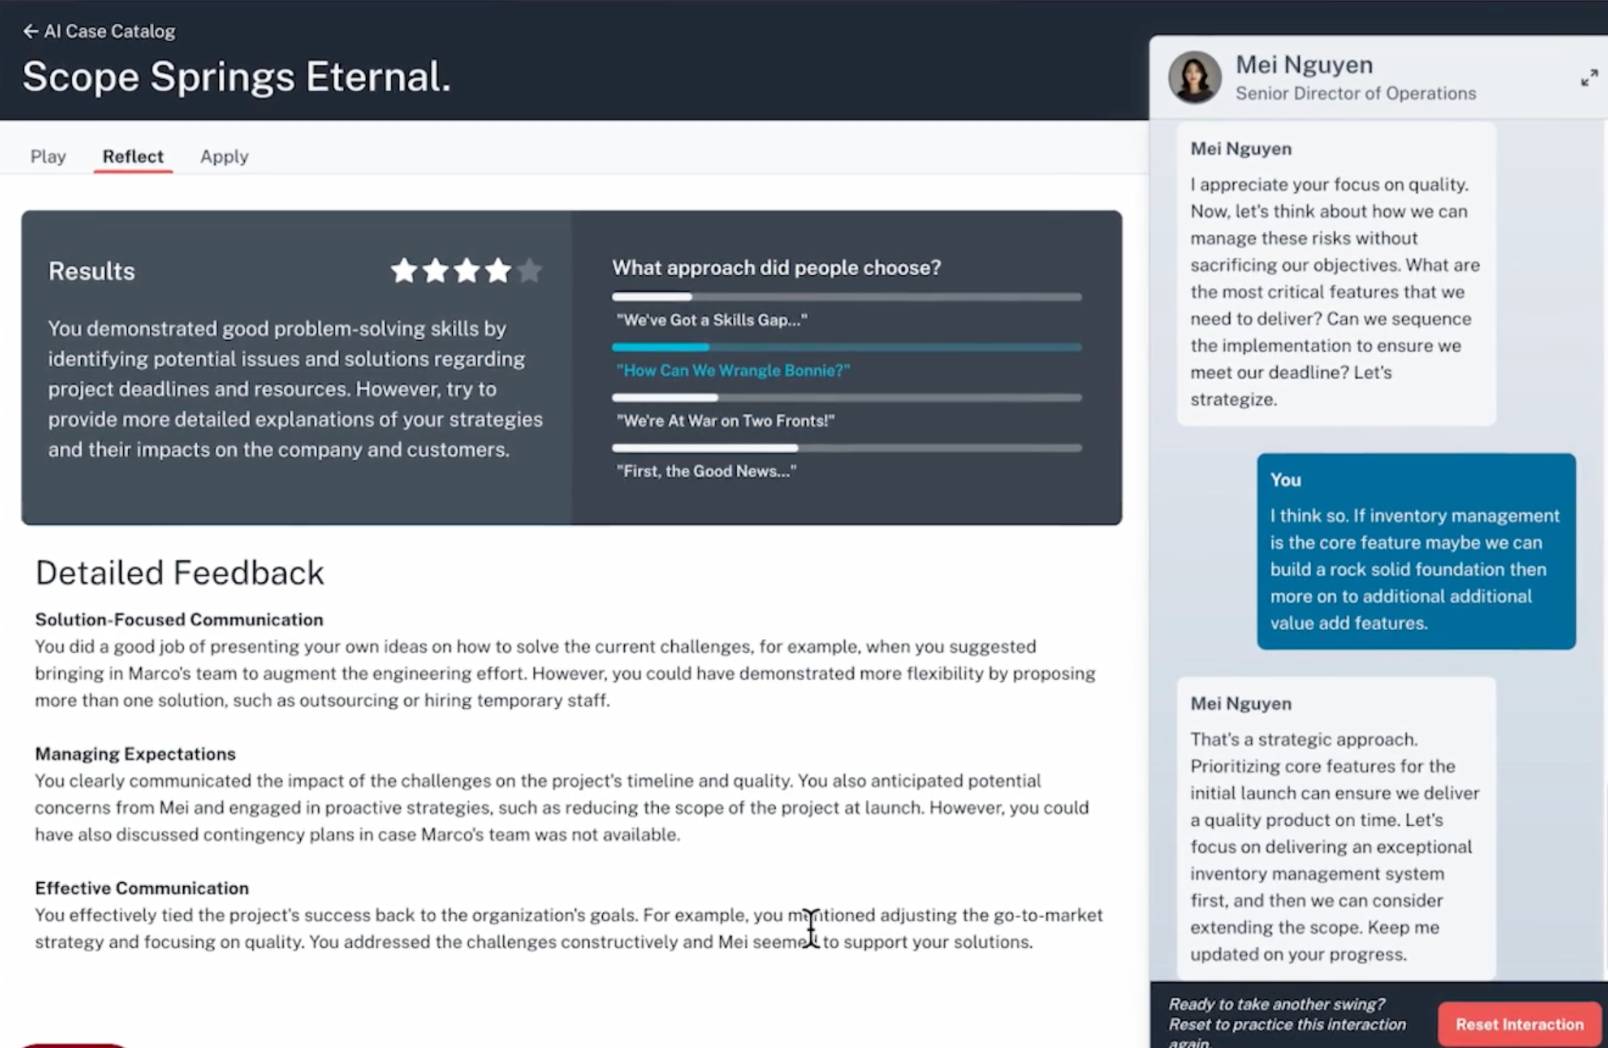 ← AI Case Catalog
Scope Springs Eternal.
Play Reflect Apply
Results
You demonstrated good problem-solving skills by
identifying potential issues and solutions regarding
project deadlines and resources. However, try to
provide more detailed explanations of your strategies
and their impacts on the company and customers.
What approach did people choose?
"We've Got a Skills Gap..."
"How Can We Wrangle Bonnie?"
"We're At War on Two Fronts!"
"First, the Good News..."
Detailed Feedback
Solution-Focused Communication
You did a good job of presenting your own ideas on how to solve the current challenges, for example, when you suggested
bringing in Marco's team to augment the engineering effort. However, you could have demonstrated more flexibility by proposing
more than one solution, such as outsourcing or hiring temporary staff.
Managing Expectations
You clearly communicated the impact of the challenges on the project's timeline and quality. You also anticipated potential
concerns from Mei and engaged in proactive strategies, such as reducing the scope of the project at launch. However, you could
have also discussed contingency plans in case Marco's team was not available.
Effective Communication
You effectively tied the project's success back to the organization's goals. For example, you mentioned adjusting the go-to-market
strategy and focusing on quality. You addressed the challenges constructively and Mei seemed to support your solutions.
Mei Nguyen
Senior Director of Operations
Mei Nguyen
I appreciate your focus on quality.
Now, let's think about how we can
manage these risks without
sacrificing our objectives. What are
the most critical features that we
need to deliver? Can we sequence
the implementation to ensure we
meet our deadline? Let's
strategize.
You
I think so. If inventory management
is the core feature maybe we can
build a rock solid foundation then
more on to additional additional
value add features.
Mei Nguyen
That's a strategic approach.
Prioritizing core features for the
initial launch can ensure we deliver
a quality product on time. Let's
focus on delivering an exceptional
inventory management system
first, and then we can consider
extending the scope. Keep me
updated on your progress.
Ready to take another swing?
Reset to practice this interaction
again.
Reset Interaction